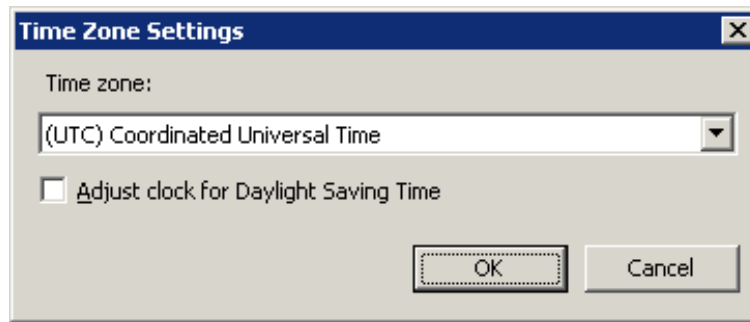 Time Zone Settings
Time zone:
(UTC) Coordinated Universal Time
Adjust clock for Daylight Saving Time
OK Cancel